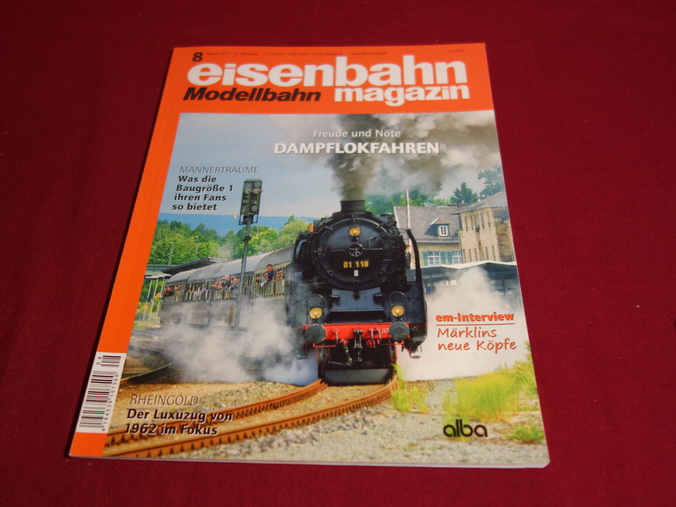 8
eisenbahn
Modellbahn magazin
Freude und Nöte
DAMPFLOKFAHREN
MÄNNERTRÄUME
Was die
Baugröße 1
ihren Fans
so bietet
01 118
em-Interview
Märklins
neue Köpfe
RHEINGOLD
Der Luxuzug von
1962 im Fokus
alba